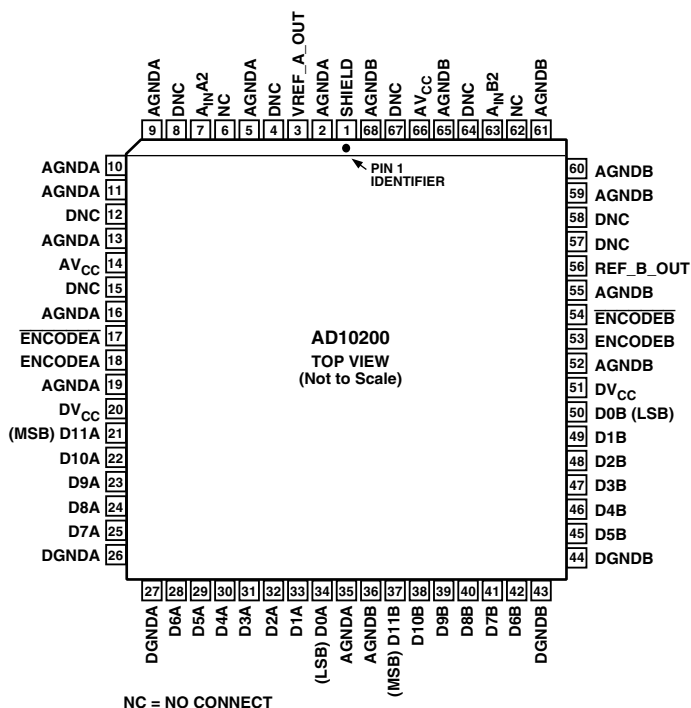 AGNDA
DNC
AINA2
NC
AGNDA
DNC
VREF_A_OUT
AGNDA
SHIELD
AGNDB
DNC
AVCC
AGNDB
DNC
AINB2
NC
AGNDB
9 8 7 6 5 4 3 2 1 68 67 66 65 64 63 62 61
PIN 1
IDENTIFIER
AGNDA 10
AGNDA 11
DNC 12
AGNDA 13
AVCC 14
DNC 15
AGNDA 16
ENCODEA 17
ENCODEA 18
AGNDA 19
DVCC 20
(MSB) D11A 21
D10A 22
D9A 23
D8A 24
D7A 25
DGNDA 26
AD10200
TOP VIEW
(Not to Scale)
60 AGNDB
59 AGNDB
58 DNC
57 DNC
56 REF_B_OUT
55 AGNDB
54 ENCODEB
53 ENCODEB
52 AGNDB
51 DVCC
50 D0B (LSB)
49 D1B
48 D2B
47 D3B
46 D4B
45 D5B
44 DGNDB
27 28 29 30 31 32 33 34 35 36 37 38 39 40 41 42 43
DGNDA
D6A
D5A
D4A
D3A
D2A
D1A
(LSB) D0A
AGNDA
AGNDB
(MSB) D11B
D10B
D9B
D8B
D7B
D6B
DGNDB
NC = NO CONNECT